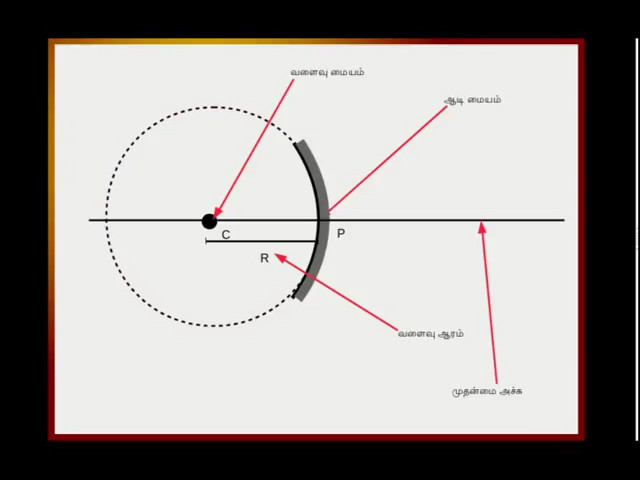 வளைவு மையம்
ஆடி மையம்
C
P
R
வளைவு ஆரம்
முதன்மை அச்சு